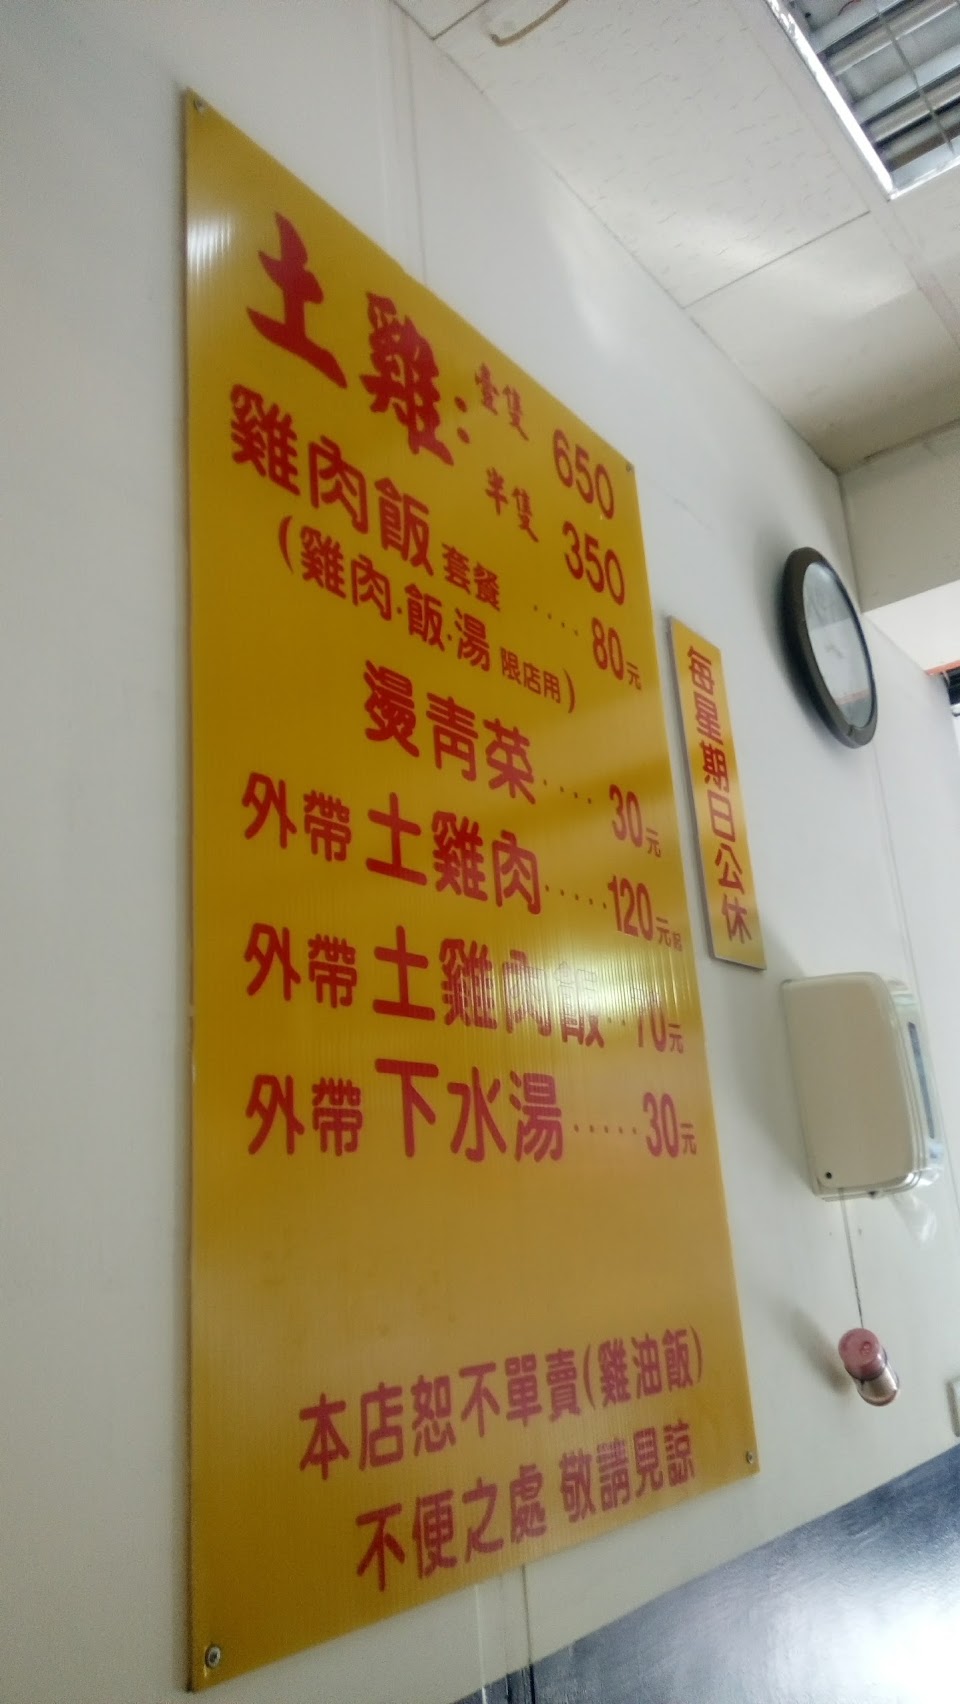 土雞：壹隻 650
半隻 350
雞肉飯 套餐 ····80元
(雞肉·飯·湯 限店用)
燙青菜····30元
外帶 土雞肉·····120元起
外帶 土雞肉飯··70元
外帶 下水湯·····30元
本店恕不單賣(雞油飯)
不便之處 敬請見諒
每星期日公休